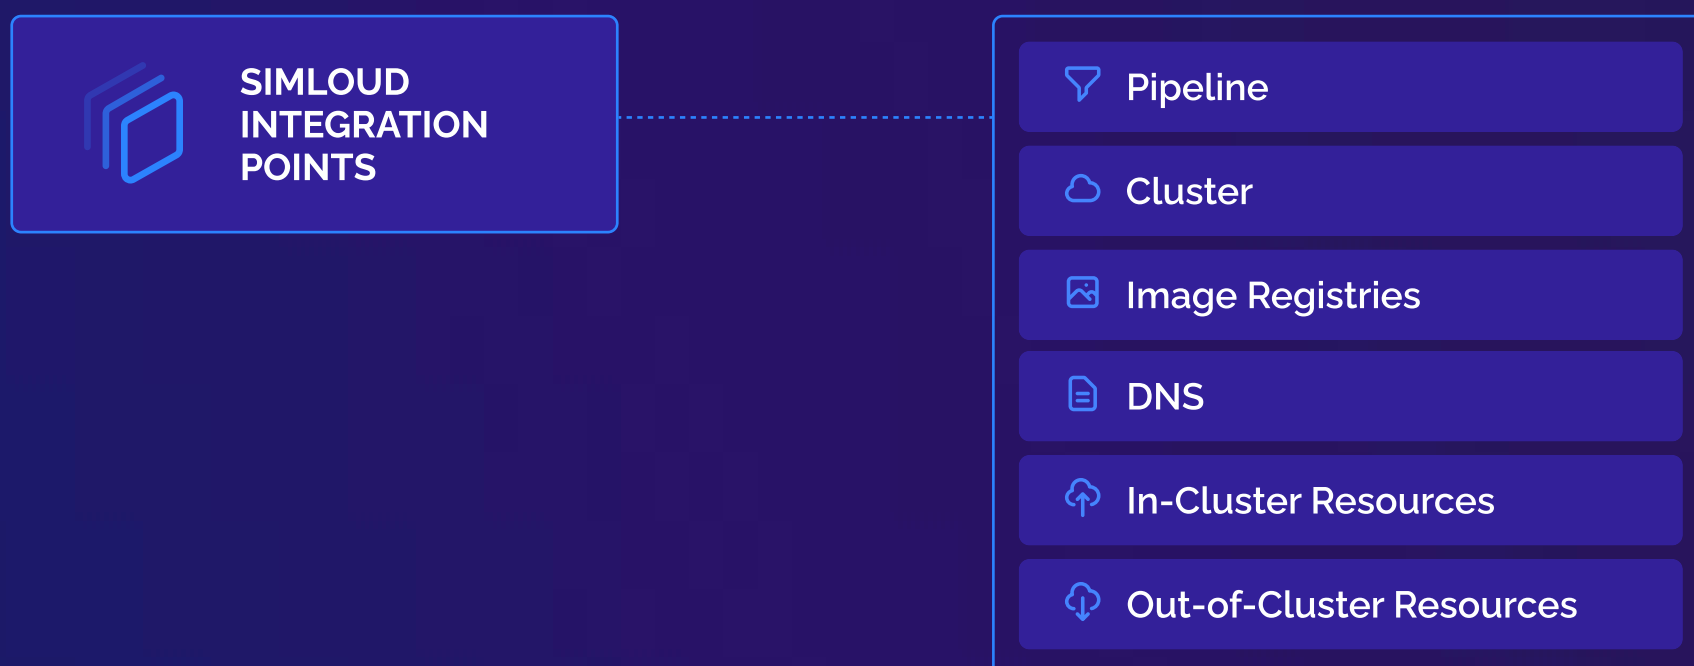 SIMLOUD
INTEGRATION
POINTS
Pipeline
Cluster
Image Registries
DNS
In-Cluster Resources
Out-of-Cluster Resources